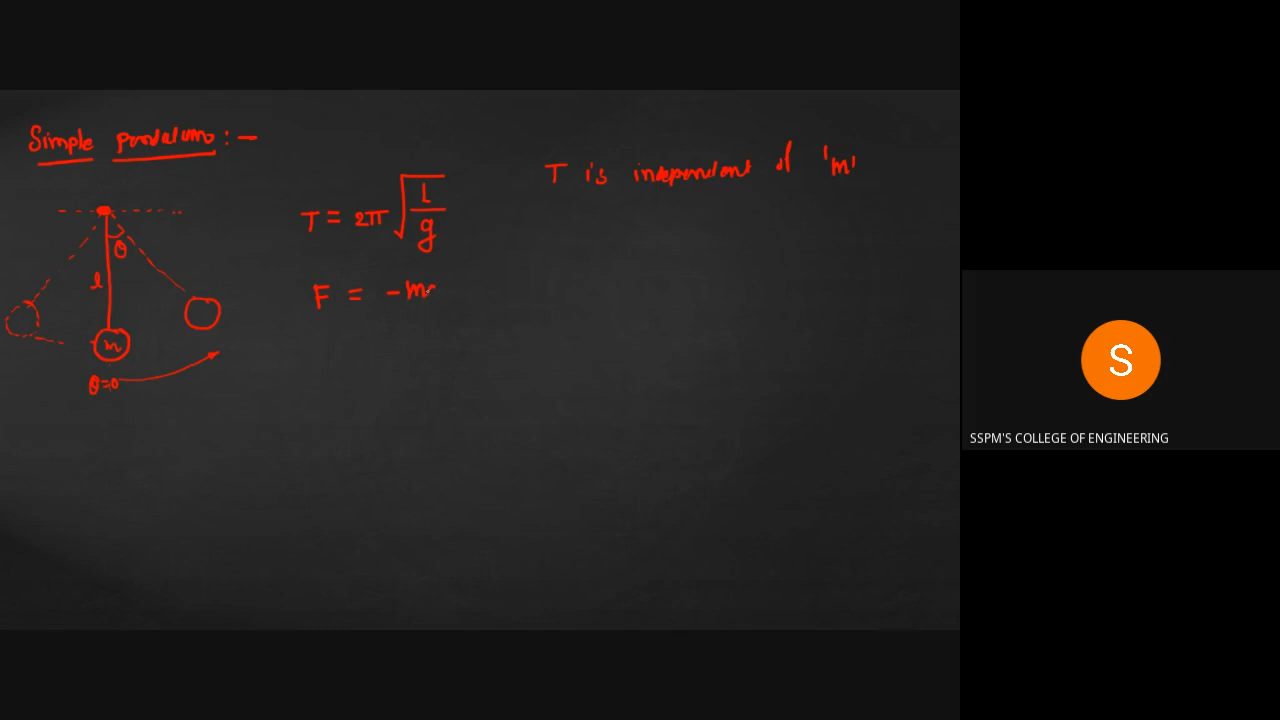 Simple pendulum : -
T is independent of 'm'
T = 2π √(l/g)
θ
l
F = - m
m
θ=0
S
SSPM'S COLLEGE OF ENGINEERING